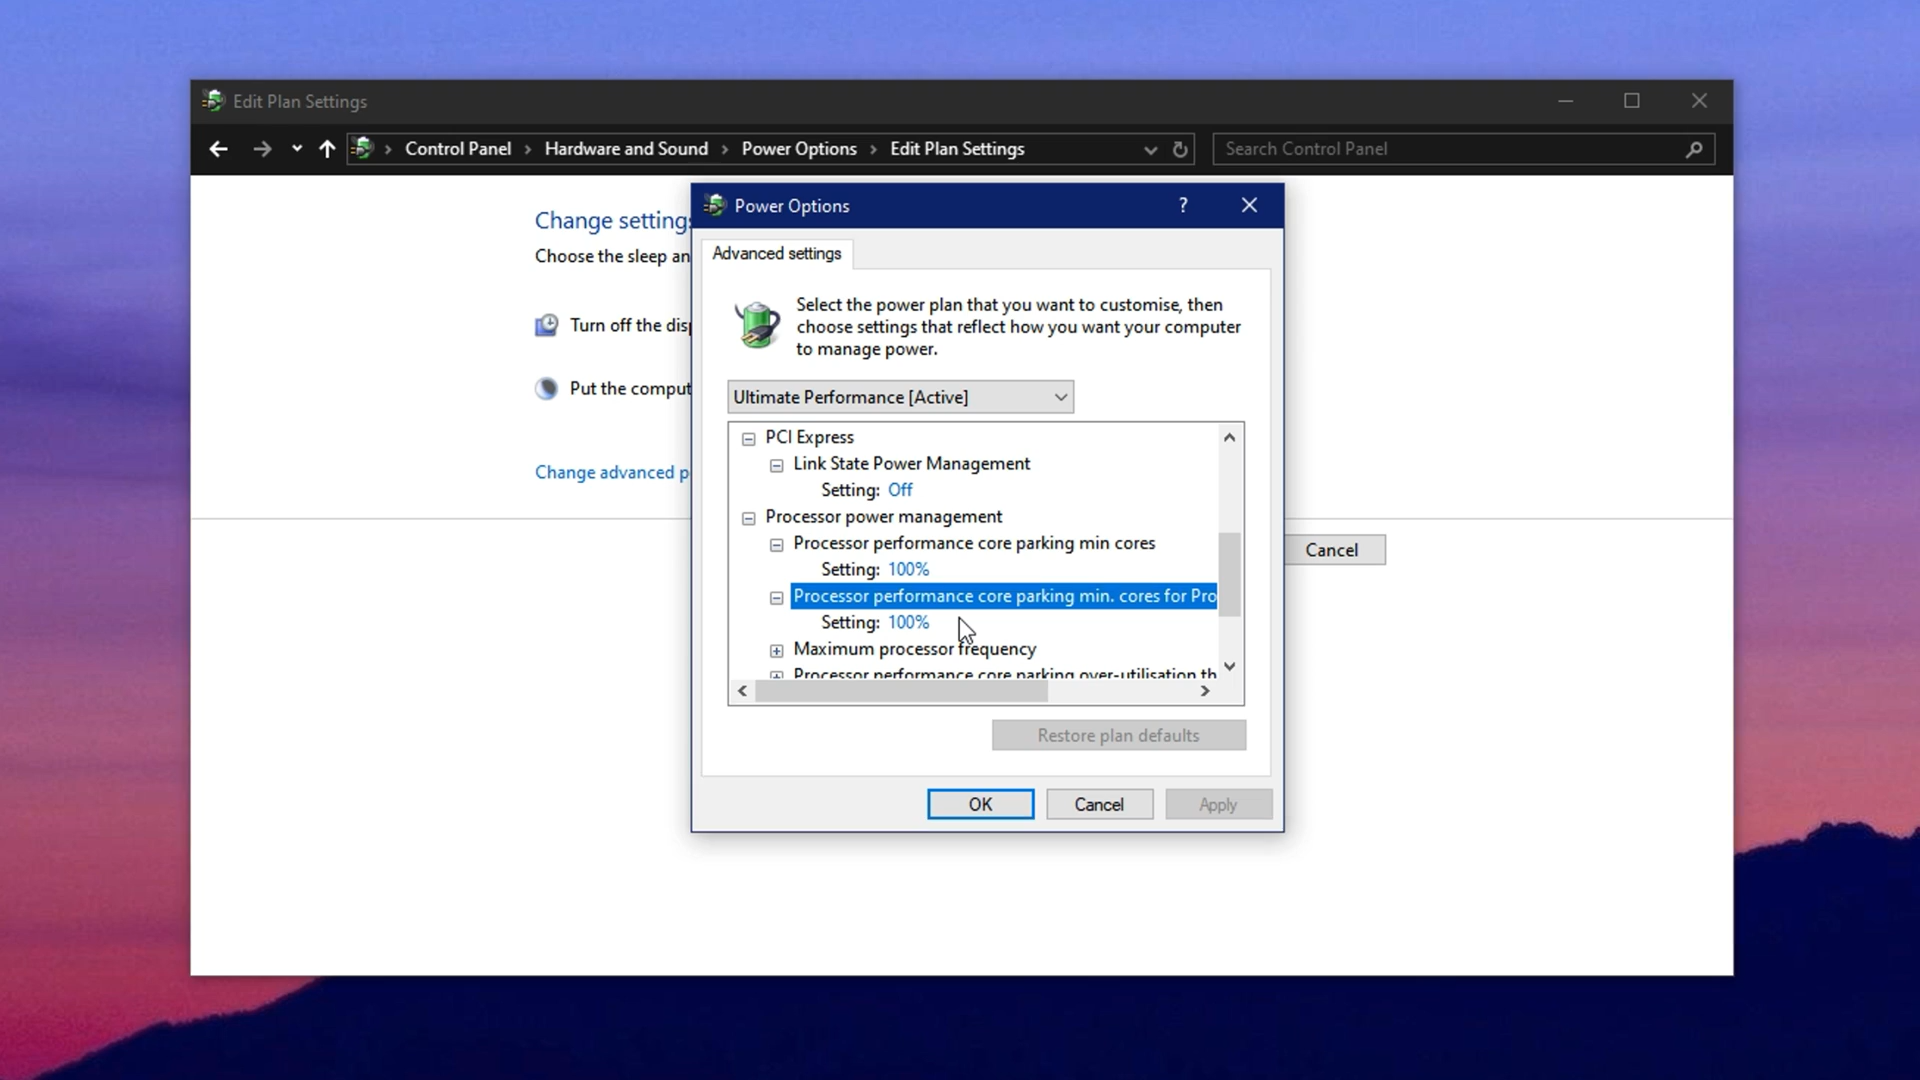 Edit Plan Settings
Control Panel > Hardware and Sound > Power Options > Edit Plan Settings
Search Control Panel
Change settings
Choose the sleep an
Turn off the disp
Put the comput
Change advanced p
Cancel
Power Options
?
Advanced settings
Select the power plan that you want to customise, then
choose settings that reflect how you want your computer
to manage power.
Ultimate Performance [Active]
PCI Express
Link State Power Management
Setting: Off
Processor power management
Processor performance core parking min cores
Setting: 100%
Processor performance core parking min. cores for Pro
Setting: 100%
Maximum processor frequency
Processor performance core parking over-utilisation th
Restore plan defaults
OK
Cancel
Apply